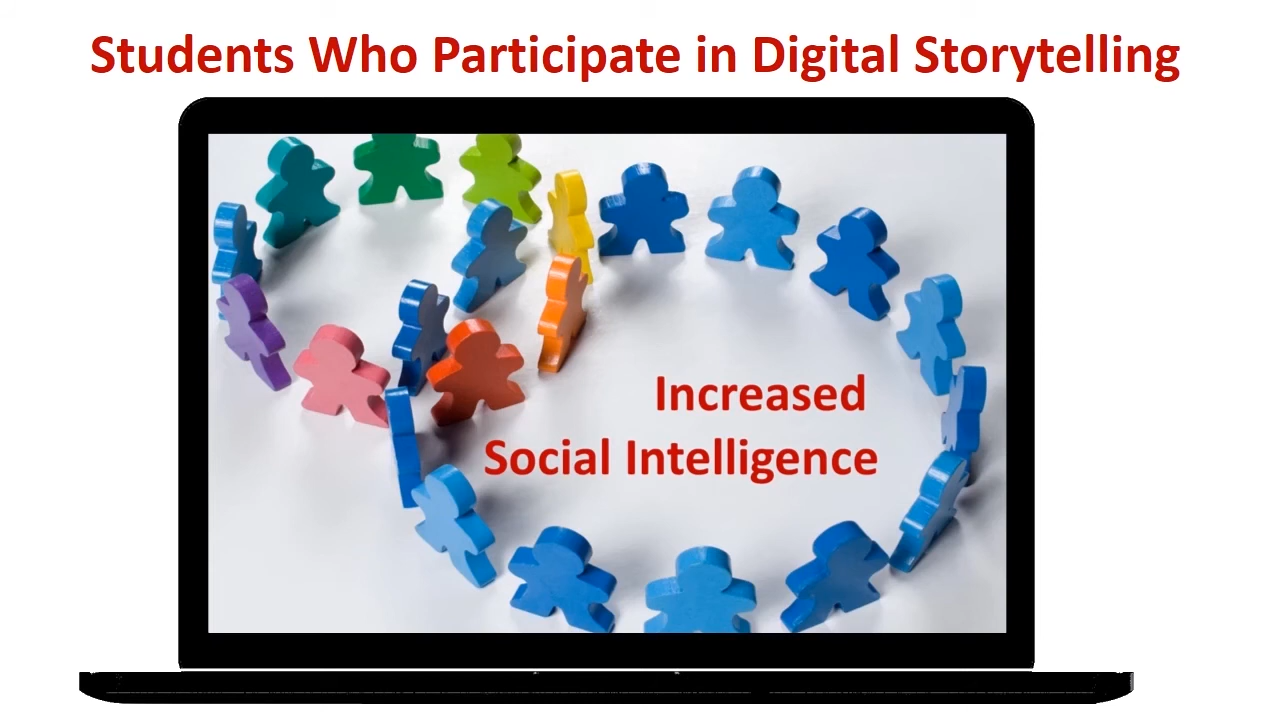 Students Who Participate in Digital Storytelling
Increased
Social Intelligence